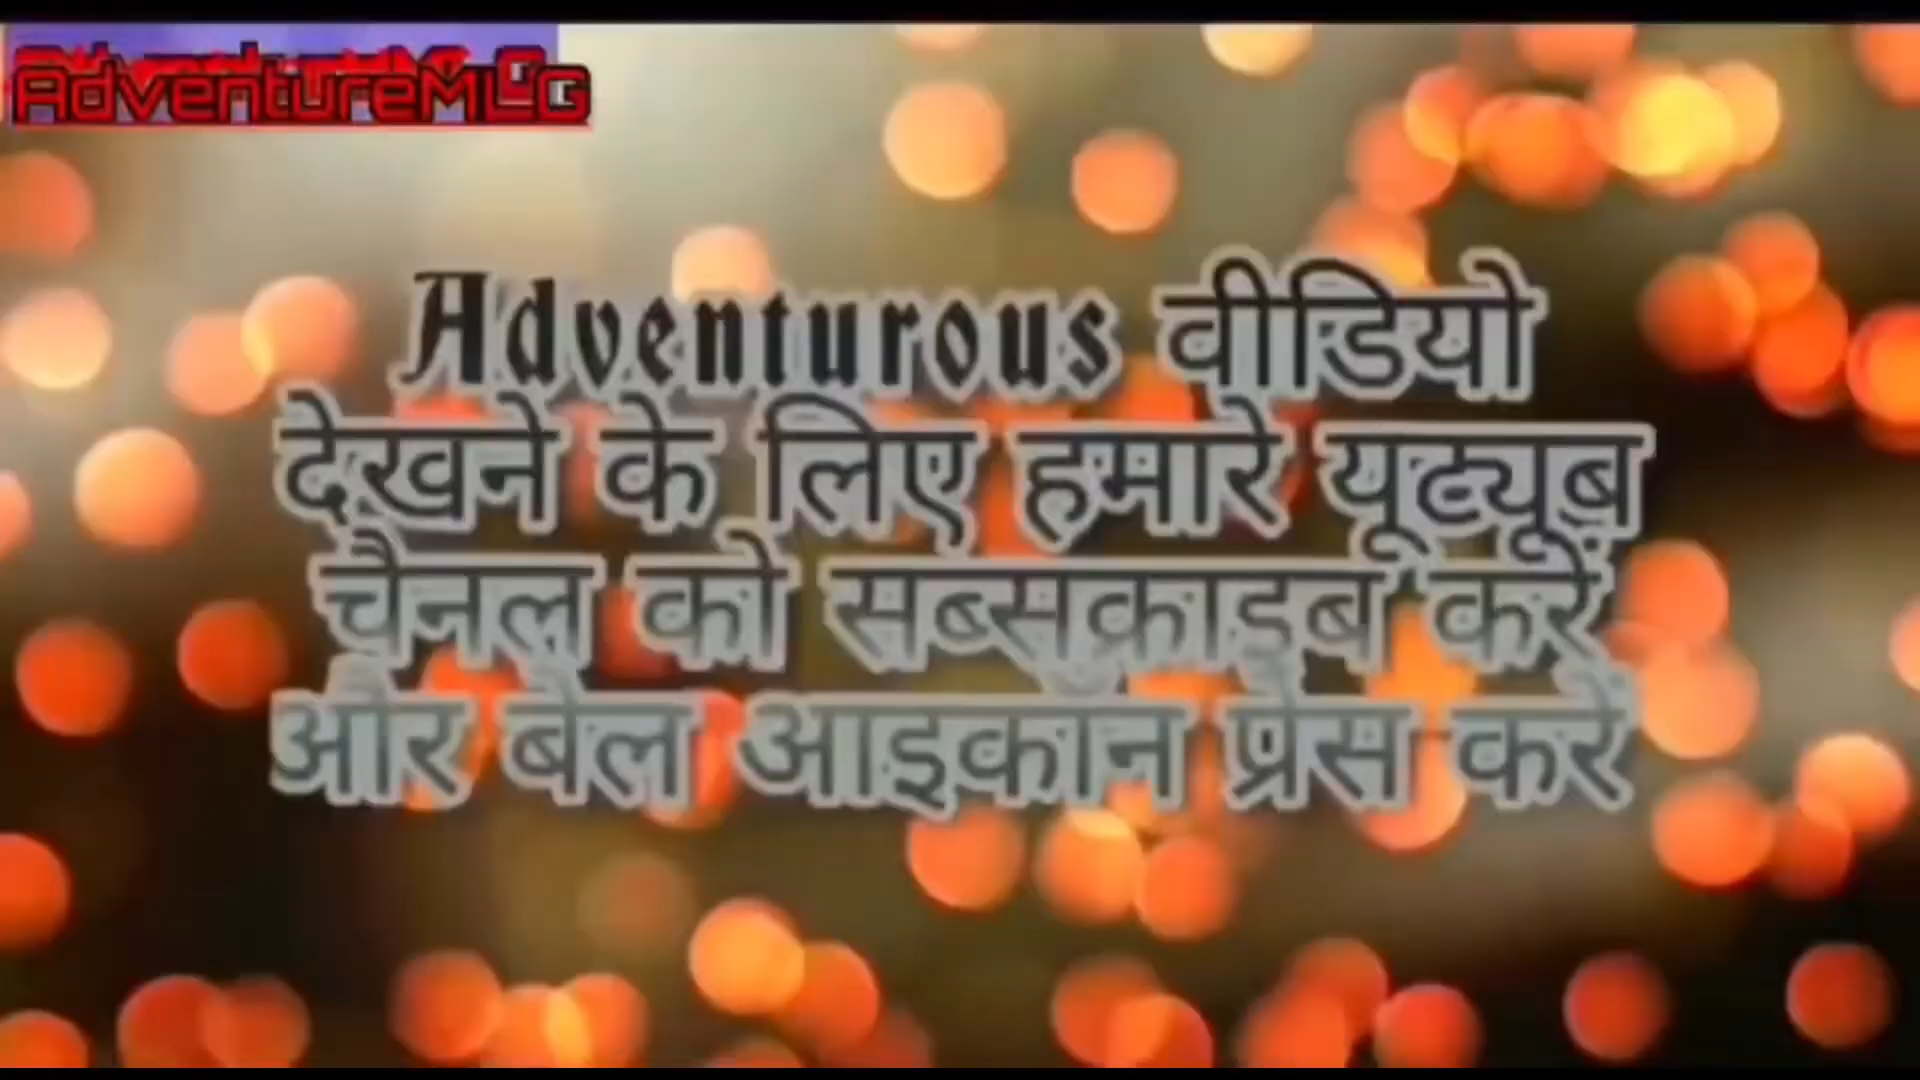 AdventureMLG
Adventurous वीडियो
देखने के लिए हमारे यूट्यूब
चैनल को सब्सक्राइब करें
और बेल आइकॉन प्रेस करें